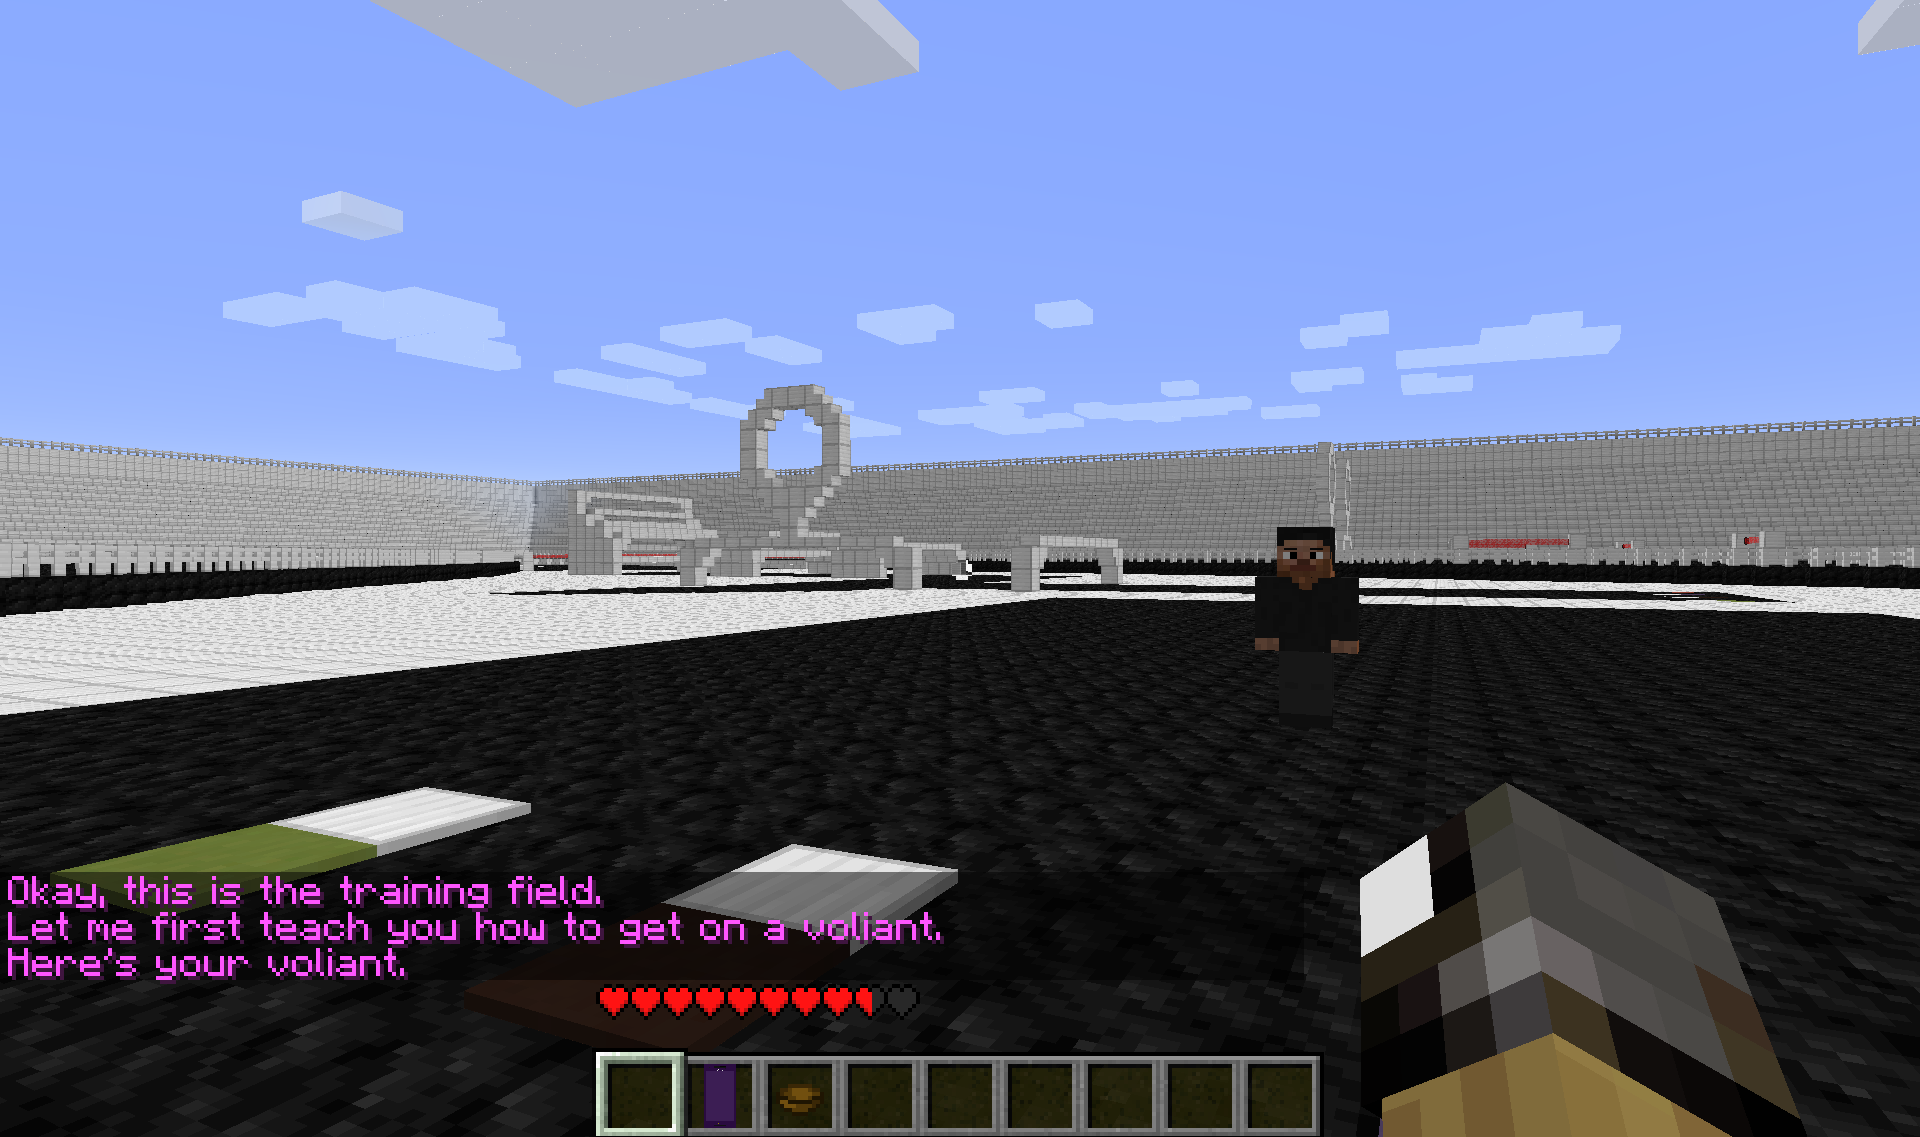 Okay, this is the training field.
Let me first teach you how to get on a voliant.
Here's your voliant.